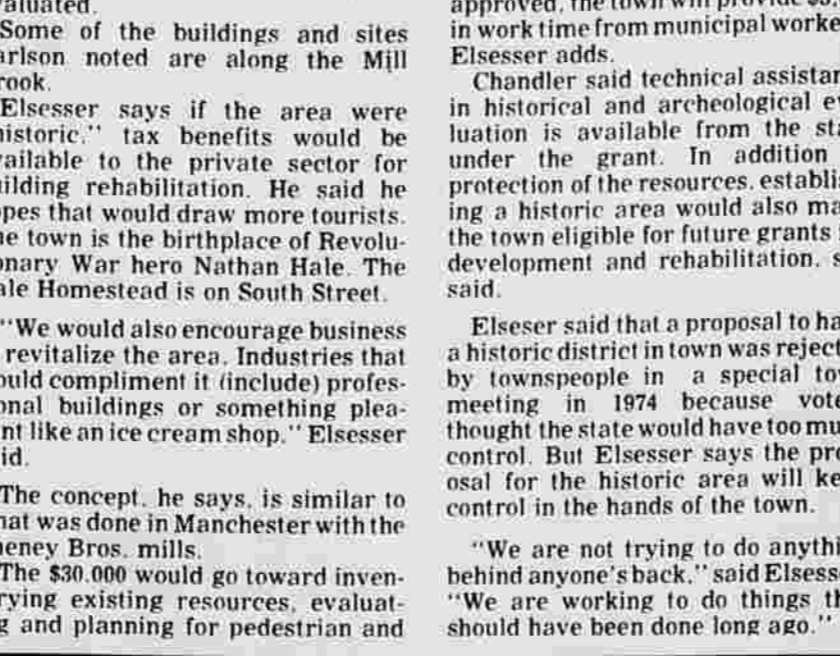 aluated.
Some of the buildings and sites
arlson noted are along the Mill
rook.
Elsesser says if the area were
istoric," tax benefits would be
ailable to the private sector for
ilding rehabilitation. He said he
pes that would draw more tourists.
e town is the birthplace of Revolu-
onary War hero Nathan Hale. The
ale Homestead is on South Street.
"We would also encourage business
revitalize the area. Industries that
ould compliment it (include) profes-
onal buildings or something plea-
nt like an ice cream shop." Elsesser
id.
The concept, he says, is similar to
hat was done in Manchester with the
eney Bros. mills.
The $30,000 would go toward inven-
rying existing resources, evaluat-
g and planning for pedestrian and
approved, the town will provide
in work time from municipal worke
Elsesser adds.
Chandler said technical assistan
in historical and archeological ev
luation is available from the sta
under the grant. In addition
protection of the resources, establis
ing a historic area would also ma
the town eligible for future grants
development and rehabilitation, s
said.
Elseser said that a proposal to ha
a historic district in town was reject
by townspeople in a special tow
meeting in 1974 because vote
thought the state would have too mu
control. But Elsesser says the pro
osal for the historic area will ke
control in the hands of the town.
"We are not trying to do anythi
behind anyone's back," said Elsesse
"We are working to do things th
should have been done long ago."